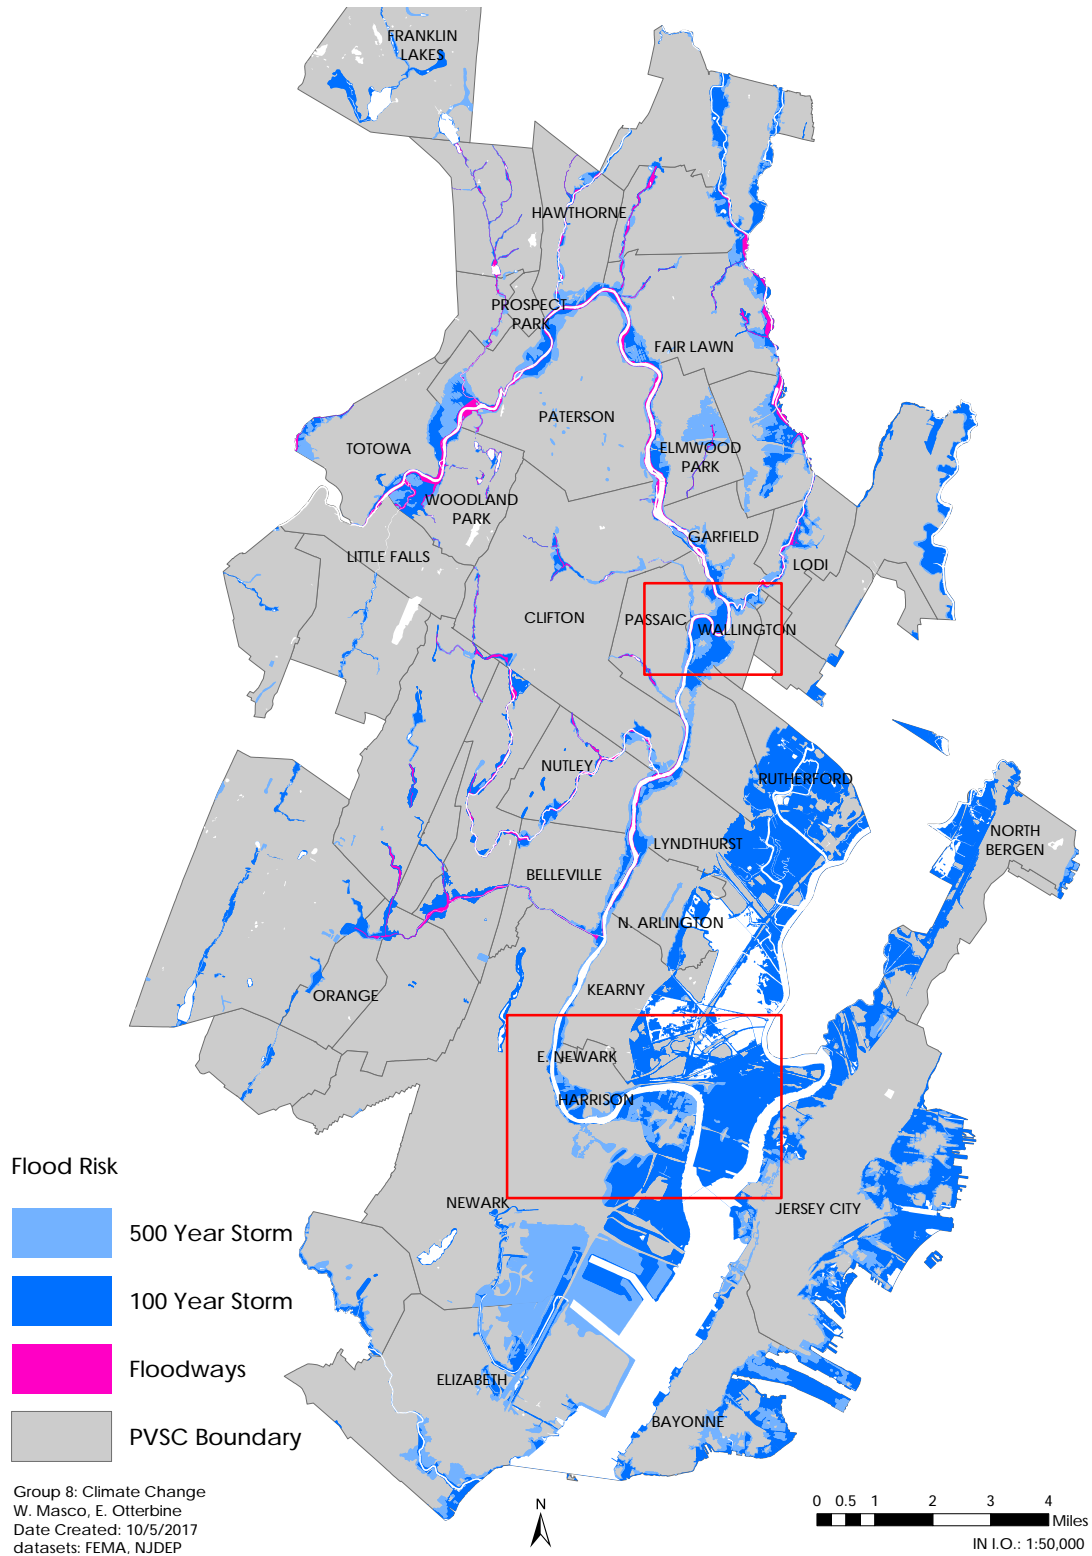 FRANKLIN
LAKES
HAWTHORNE
PROSPECT
PARK
FAIR LAWN
PATERSON
TOTOWA
ELMWOOD
PARK
WOODLAND
PARK
GARFIELD
LITTLE FALLS
LODI
CLIFTON
PASSAIC
WALLINGTON
NUTLEY
RUTHERFORD
NORTH
BERGEN
LYNDTHURST
BELLEVILLE
N. ARLINGTON
KEARNY
ORANGE
E. NEWARK
HARRISON
NEWARK
JERSEY CITY
ELIZABETH
BAYONNE
Flood Risk
500 Year Storm
100 Year Storm
Floodways
PVSC Boundary
Group 8: Climate Change
W. Masco, E. Otterbine
Date Created: 10/5/2017
datasets: FEMA, NJDEP
N
0 0.5 1 2 3 4
Miles
IN I.O.: 1:50,000